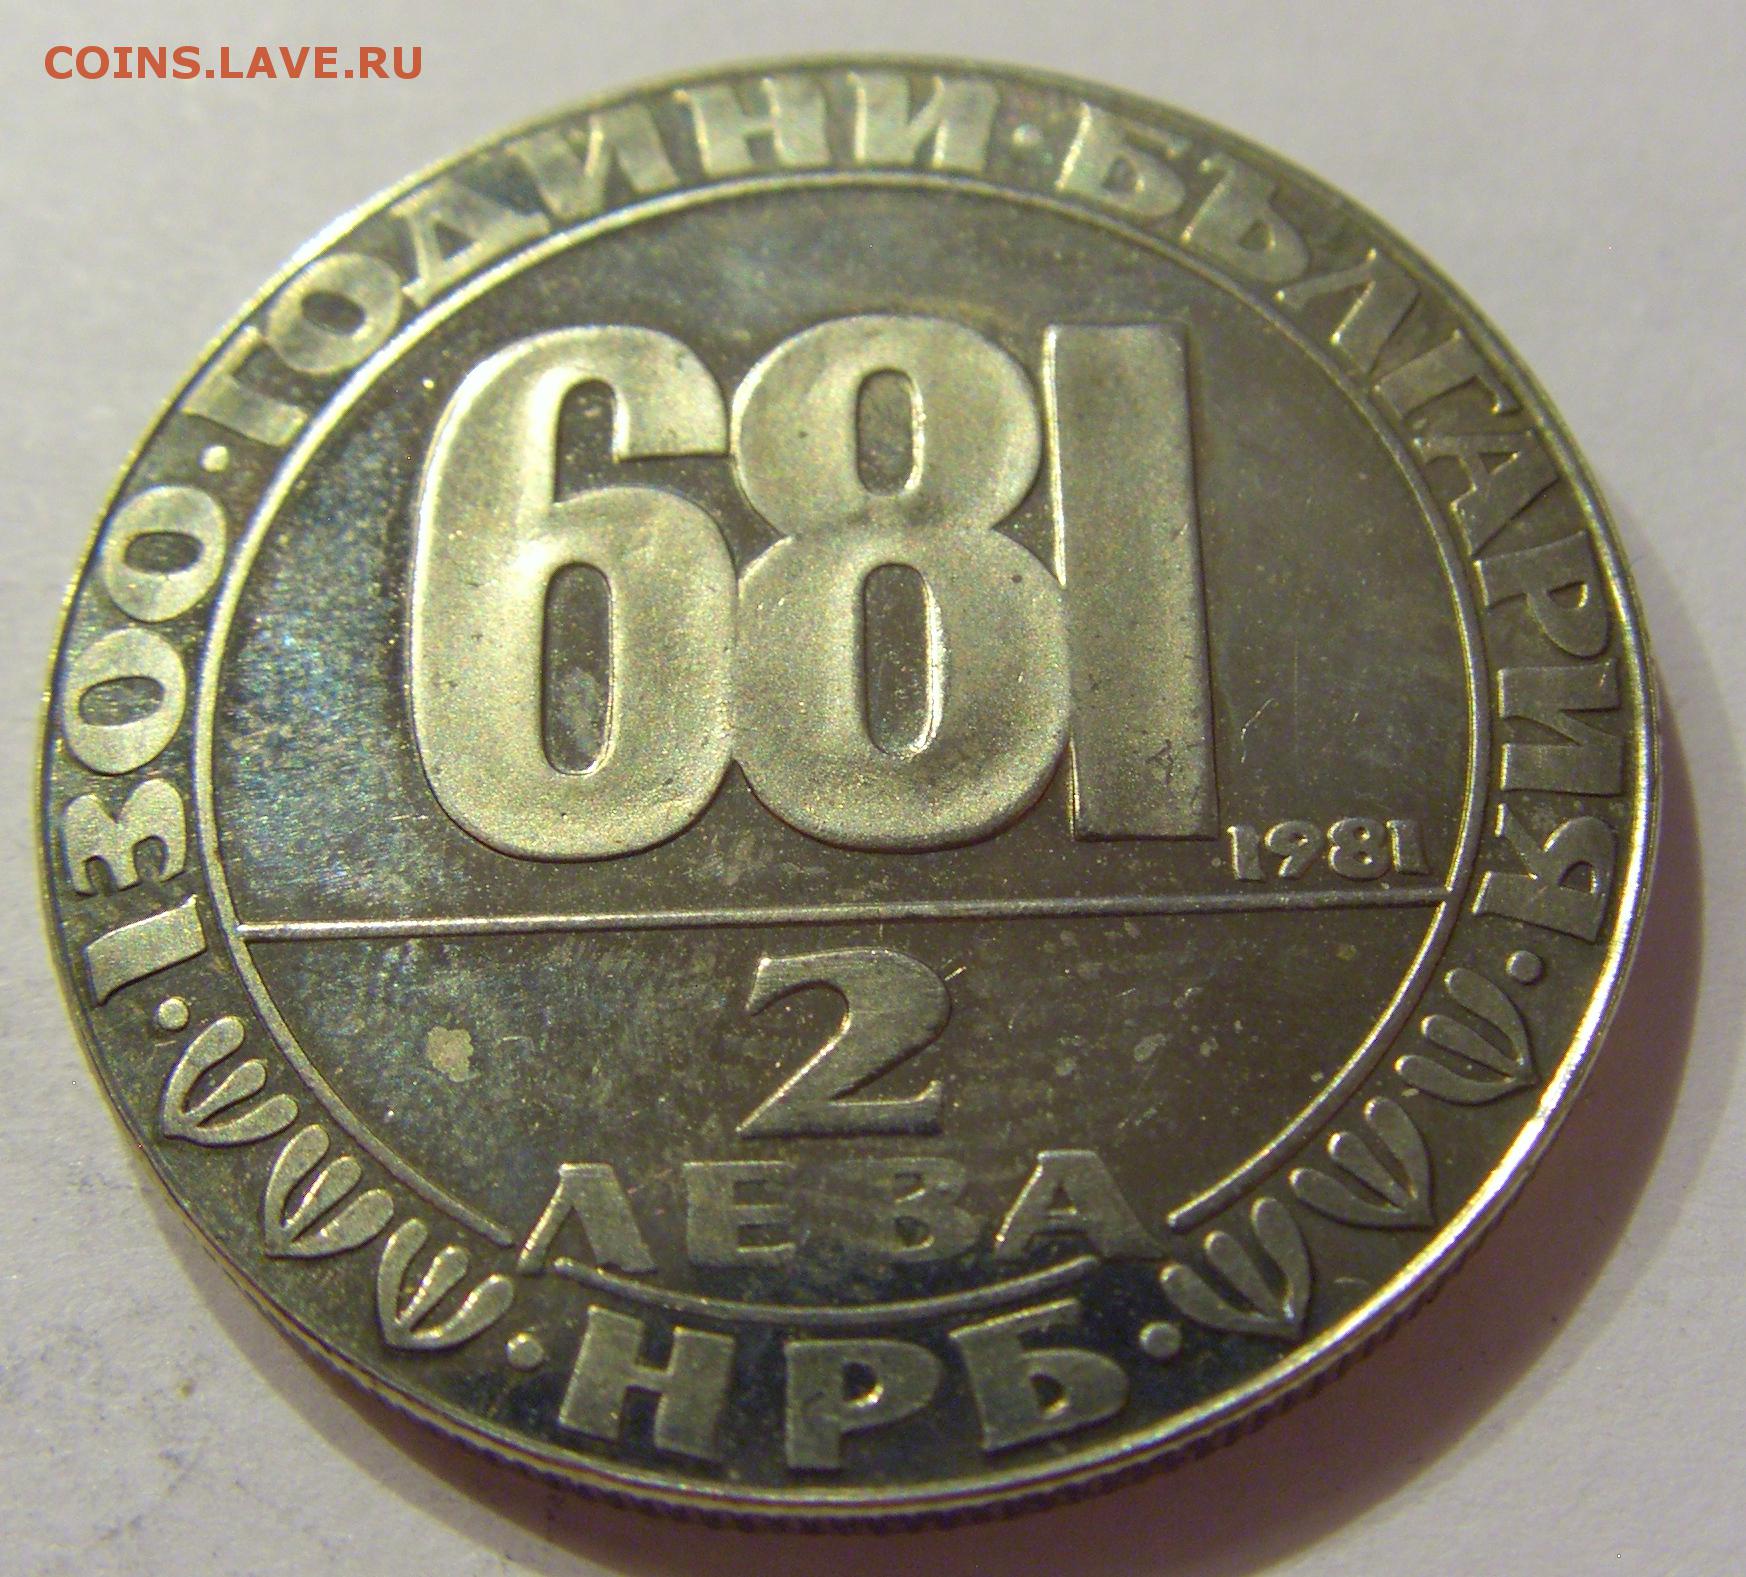 COINS.LAVE.RU
1300·ГОДИНИ·БЪЛГАРИЯ
681
1981
2
ЛЕВА
НРБ